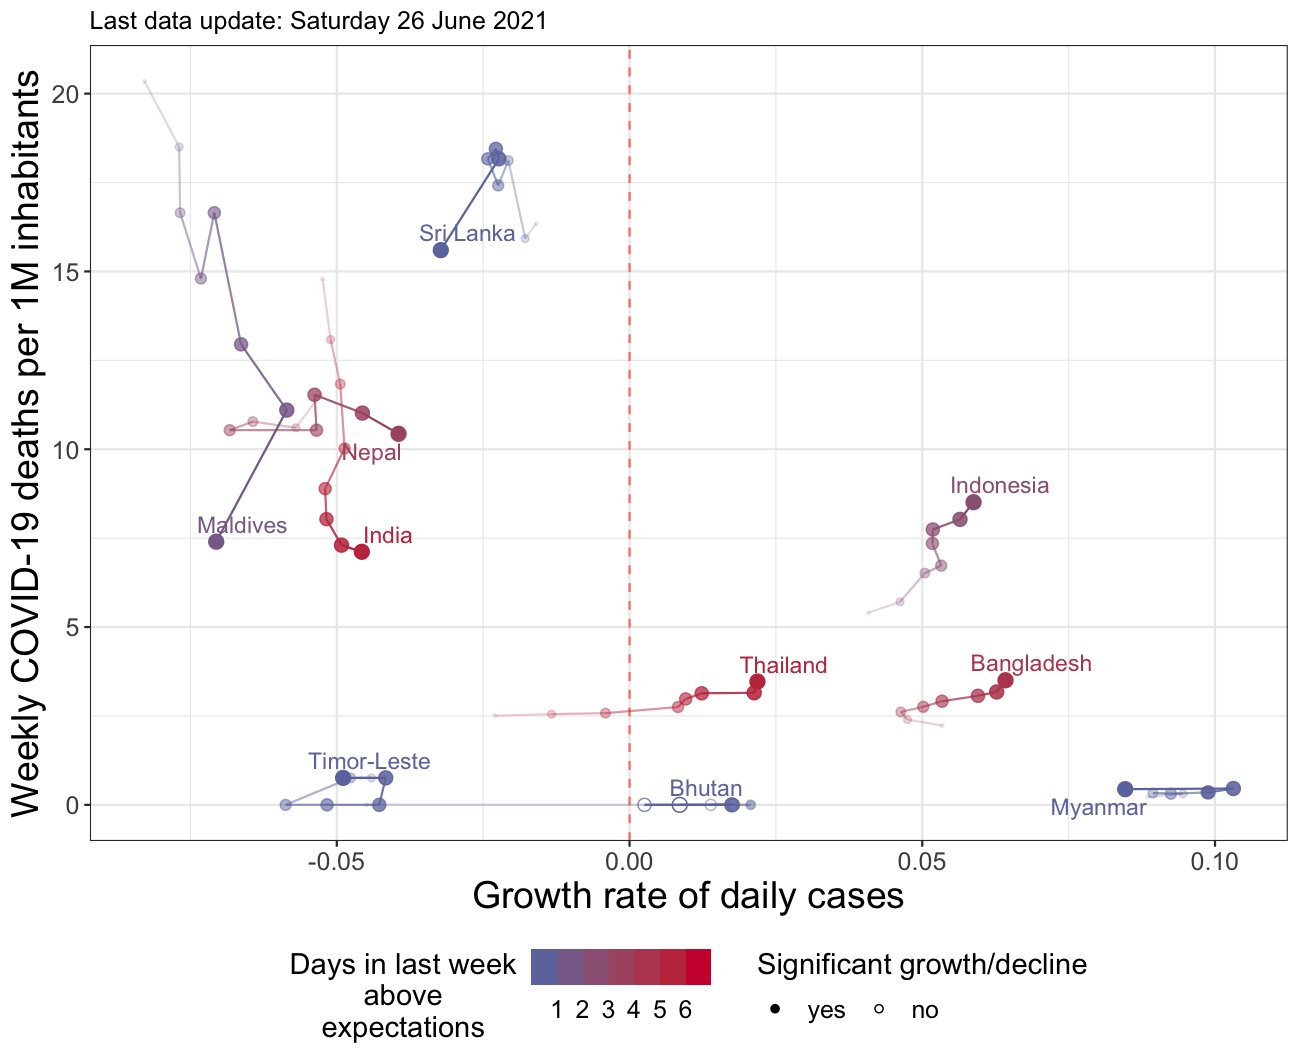 Last data update: Saturday 26 June 2021
Weekly COVID-19 deaths per 1M inhabitants
20
15
10
5
0
Sri Lanka
Nepal
Maldives
India
Indonesia
Thailand
Bangladesh
Timor-Leste
Bhutan
Myanmar
-0.05
0.00
0.05
0.10
Growth rate of daily cases
Days in last week
above
expectations
1 2 3 4 5 6
Significant growth/decline
yes
no